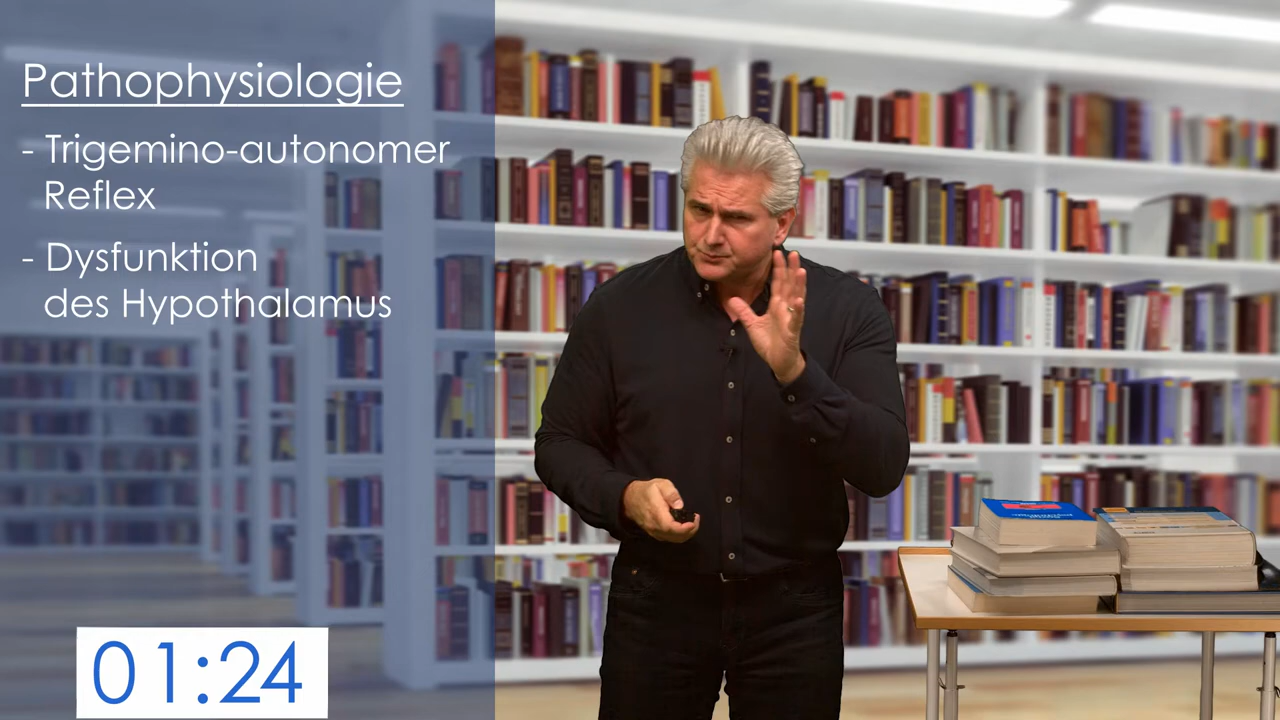 Pathophysiologie
- Trigemino-autonomer
Reflex
- Dysfunktion
des Hypothalamus
01:24